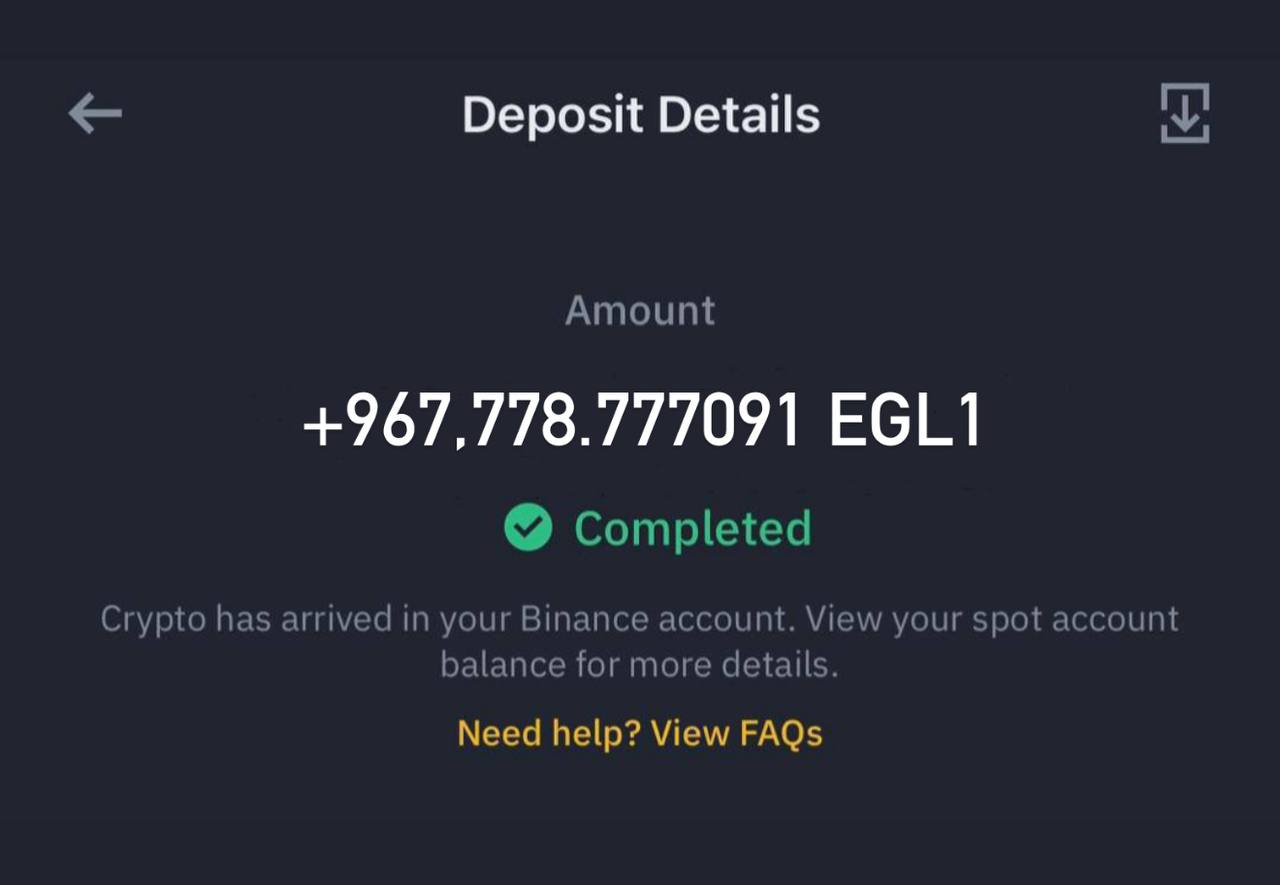 Deposit Details
Amount
+967,778.777091 EGL1
Completed
Crypto has arrived in your Binance account. View your spot account
balance for more details.
Need help? View FAQs